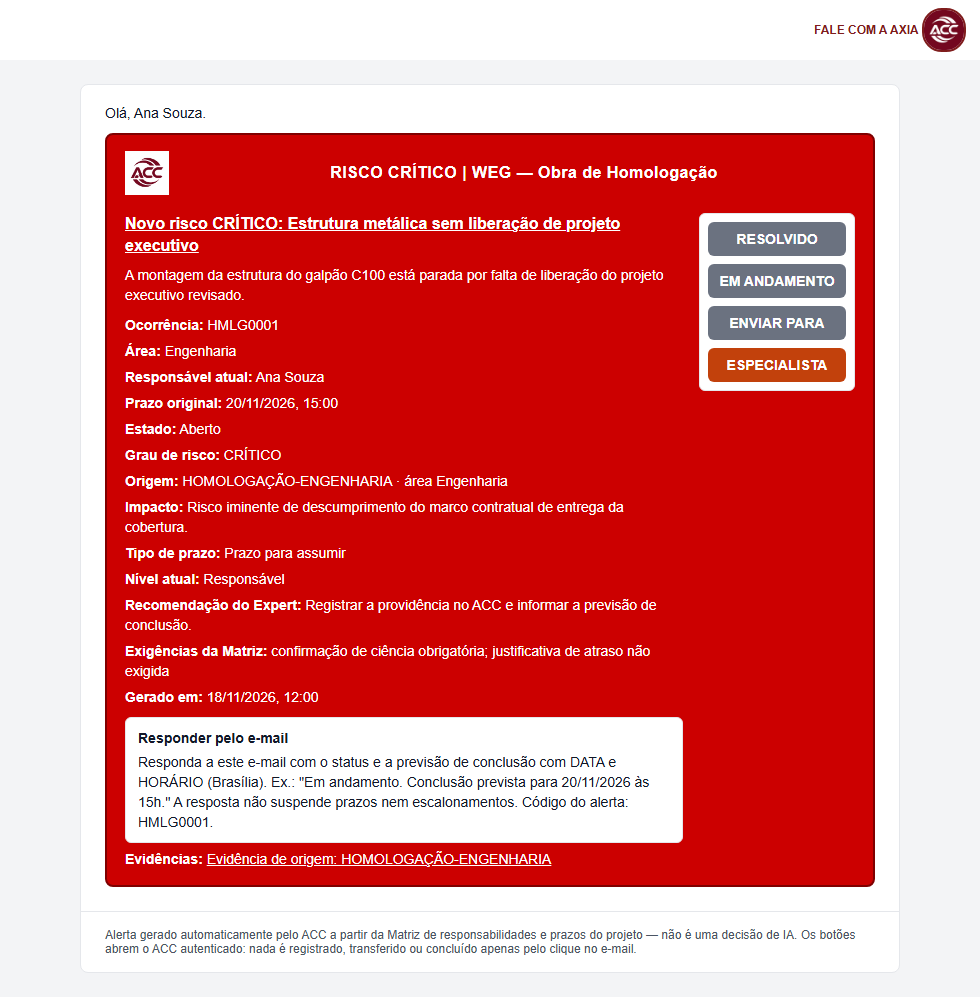 FALE COM A AXIA
ACC
Olá, Ana Souza.
ACC
RISCO CRÍTICO | WEG — Obra de Homologação
Novo risco CRÍTICO: Estrutura metálica sem liberação de projeto
executivo
A montagem da estrutura do galpão C100 está parada por falta de liberação do projeto
executivo revisado.
Ocorrência: HMLG0001
Área: Engenharia
Responsável atual: Ana Souza
Prazo original: 20/11/2026, 15:00
Estado: Aberto
Grau de risco: CRÍTICO
Origem: HOMOLOGAÇÃO-ENGENHARIA · área Engenharia
Impacto: Risco iminente de descumprimento do marco contratual de entrega da
cobertura.
Tipo de prazo: Prazo para assumir
Nível atual: Responsável
Recomendação do Expert: Registrar a providência no ACC e informar a previsão de
conclusão.
Exigências da Matriz: confirmação de ciência obrigatória; justificativa de atraso não
exigida
Gerado em: 18/11/2026, 12:00
Responder pelo e-mail
Responda a este e-mail com o status e a previsão de conclusão com DATA e
HORÁRIO (Brasília). Ex.: "Em andamento. Conclusão prevista para 20/11/2026 às
15h." A resposta não suspende prazos nem escalonamentos. Código do alerta:
HMLG0001.
Evidências: Evidência de origem: HOMOLOGAÇÃO-ENGENHARIA
RESOLVIDO
EM ANDAMENTO
ENVIAR PARA
ESPECIALISTA
Alerta gerado automaticamente pelo ACC a partir da Matriz de responsabilidades e prazos do projeto — não é uma decisão de IA. Os botões
abrem o ACC autenticado: nada é registrado, transferido ou concluído apenas pelo clique no e-mail.